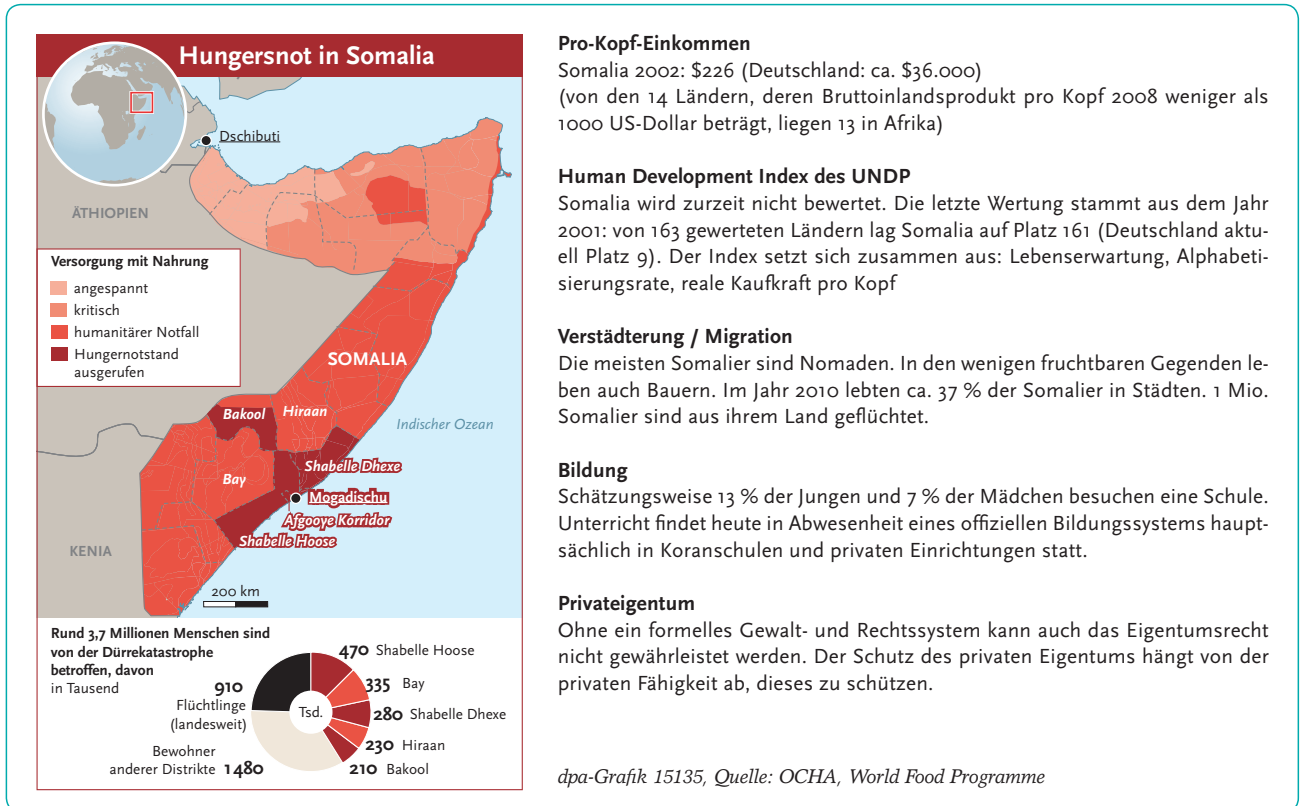 Hungersnot in Somalia
Dschibuti
ÄTHIOPIEN
Versorgung mit Nahrung
angespannt
kritisch
humanitärer Notfall
Hungernotstand
ausgerufen
SOMALIA
Bakool
Hiraan
Indischer Ozean
Shabelle Dhexe
Bay
Mogadischu
Afgooye Korridor
Shabelle Hoose
KENIA
200 km
Rund 3,7 Millionen Menschen sind
von der Dürrekatastrophe
betroffen, davon
in Tausend
470 Shabelle Hoose
335 Bay
280 Shabelle Dhexe
230 Hiraan
210 Bakool
Bewohner
anderer Distrikte 1480
910
Flüchtlinge
(landesweit)
Tsd.
Pro-Kopf-Einkommen
Somalia 2002: $226 (Deutschland: ca. $36.000)
(von den 14 Ländern, deren Bruttoinlandsprodukt pro Kopf 2008 weniger als
1000 US-Dollar beträgt, liegen 13 in Afrika)
Human Development Index des UNDP
Somalia wird zurzeit nicht bewertet. Die letzte Wertung stammt aus dem Jahr
2001: von 163 gewerteten Ländern lag Somalia auf Platz 161 (Deutschland aktu-
ell Platz 9). Der Index setzt sich zusammen aus: Lebenserwartung, Alphabeti-
sierungsrate, reale Kaufkraft pro Kopf
Verstädterung / Migration
Die meisten Somalier sind Nomaden. In den wenigen fruchtbaren Gegenden le-
ben auch Bauern. Im Jahr 2010 lebten ca. 37 % der Somalier in Städten. 1 Mio.
Somalier sind aus ihrem Land geflüchtet.
Bildung
Schätzungsweise 13 % der Jungen und 7 % der Mädchen besuchen eine Schule.
Unterricht findet heute in Abwesenheit eines offiziellen Bildungssystems haupt-
sächlich in Koranschulen und privaten Einrichtungen statt.
Privateigentum
Ohne ein formelles Gewalt- und Rechtssystem kann auch das Eigentumsrecht
nicht gewährleistet werden. Der Schutz des privaten Eigentums hängt von der
privaten Fähigkeit ab, dieses zu schützen.
dpa-Grafik 15135, Quelle: OCHA, World Food Programme